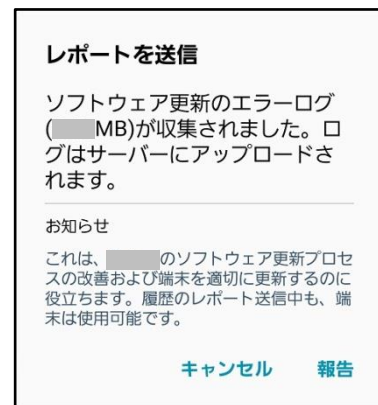 レポートを送信
ソフトウェア更新のエラーログ
( MB)が収集されました。ロ
グはサーバーにアップロードさ
れます。
お知らせ
これは、 のソフトウェア更新プロセ
スの改善および端末を適切に更新するのに
役立ちます。履歴のレポート送信中も、端
末は使用可能です。
キャンセル 報告